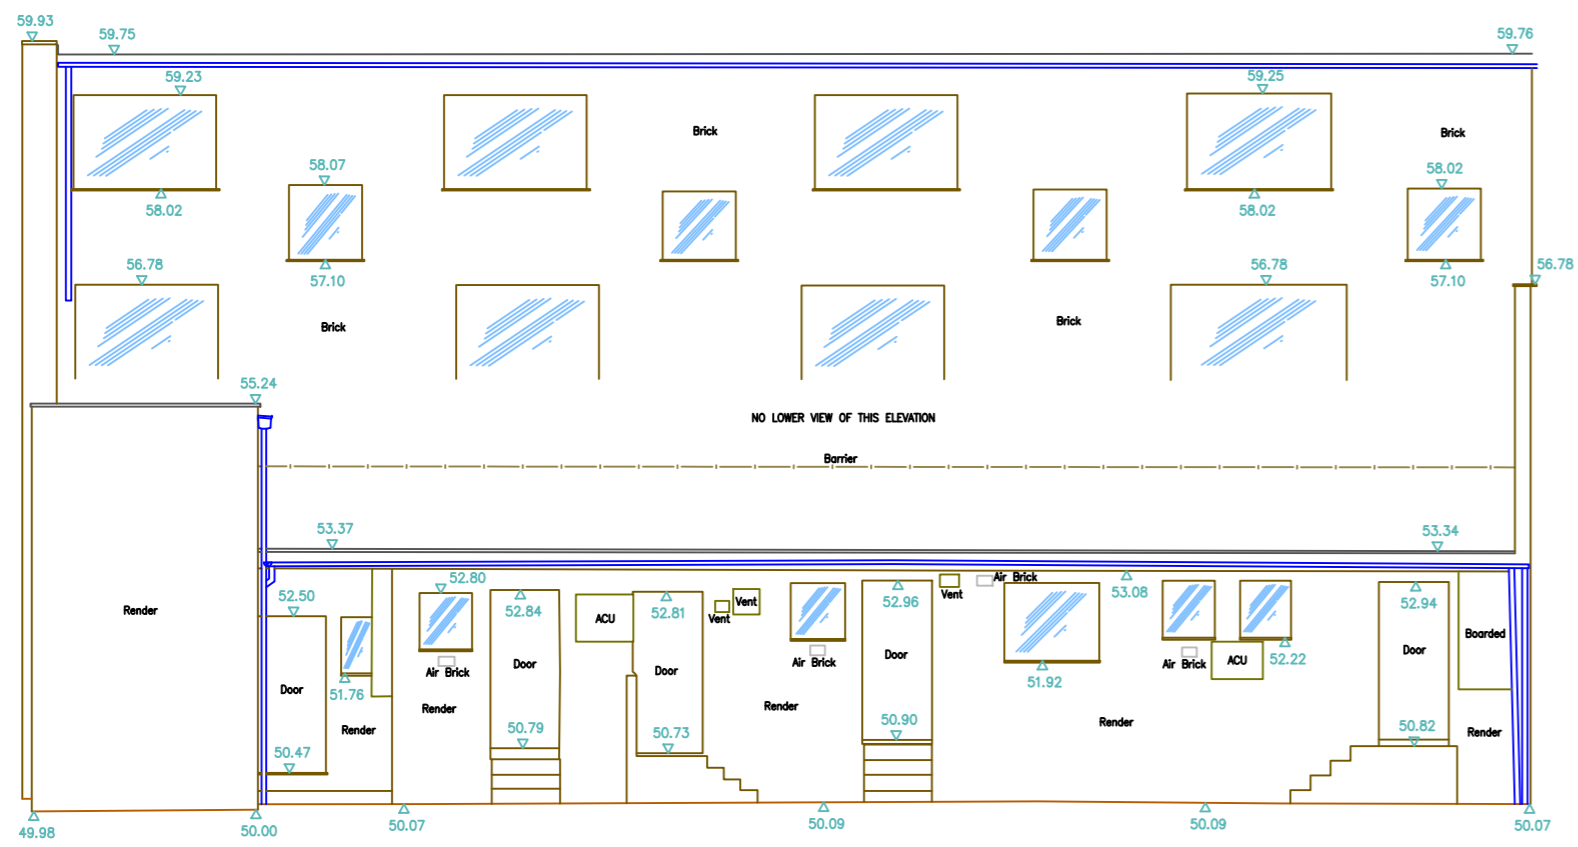 59.93
59.75
59.76
59.23
59.25
Brick
Brick
58.07
58.02
58.02
58.02
56.78
57.10
56.78
57.10
56.78
Brick
Brick
55.24
NO LOWER VIEW OF THIS ELEVATION
Barrier
53.37
53.34
52.80
Air Brick
53.08
52.50
52.84
ACU
52.81
Vent
Vent
52.96
Vent
52.94
Render
Boarded
Door
51.76
Air Brick
Door
Door
Air Brick
Door
51.92
Air Brick
ACU
52.22
Door
Door
Render
Render
Render
Render
Render
50.47
50.79
50.73
50.90
50.82
49.98
50.00
50.07
50.09
50.09
50.07